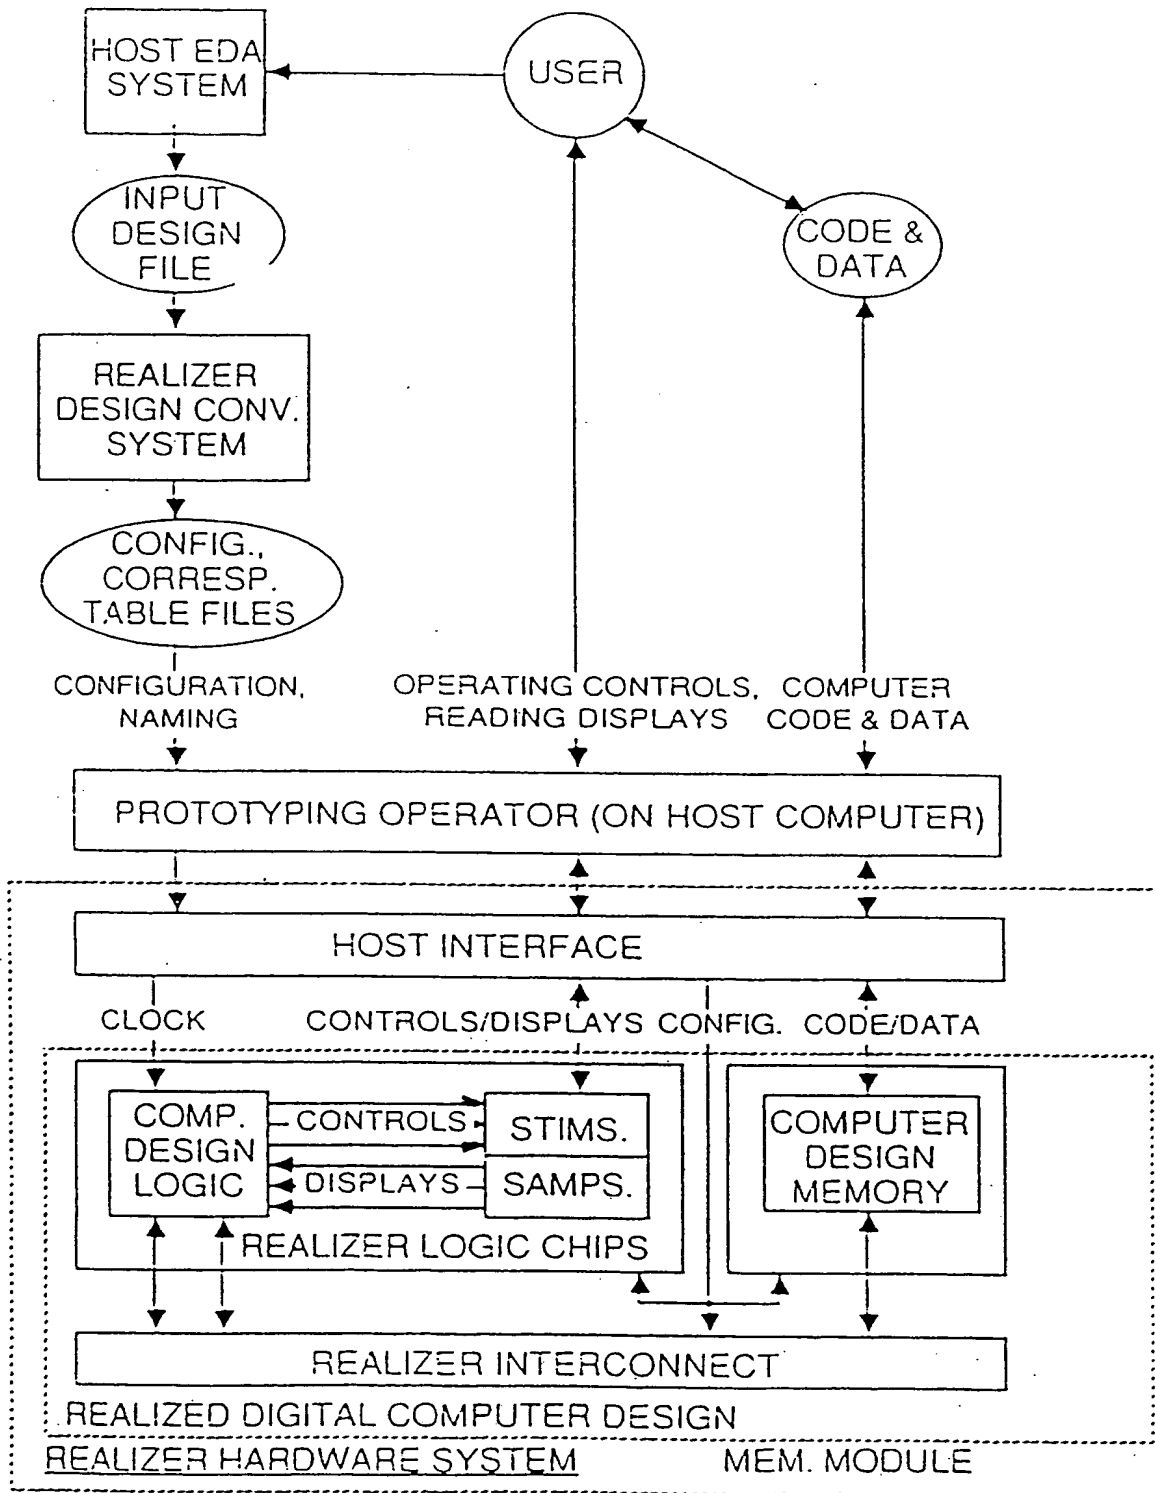 HOST EDA
SYSTEM
USER
INPUT
DESIGN
FILE
CODE &
DATA
REALIZER
DESIGN CONV.
SYSTEM
CONFIG.,
CORRESP.
TABLE FILES
CONFIGURATION,
NAMING
OPERATING CONTROLS,
READING DISPLAYS
COMPUTER
CODE & DATA
PROTOTYPING OPERATOR (ON HOST COMPUTER)
HOST INTERFACE
CLOCK
CONTROLS/DISPLAYS
CONFIG.
CODE/DATA
COMP.
DESIGN
LOGIC
CONTROLS
DISPLAYS
STIMS.
SAMPS.
COMPUTER
DESIGN
MEMORY
REALIZER LOGIC CHIPS
REALIZER INTERCONNECT
REALIZED DIGITAL COMPUTER DESIGN
REALIZER HARDWARE SYSTEM
MEM. MODULE